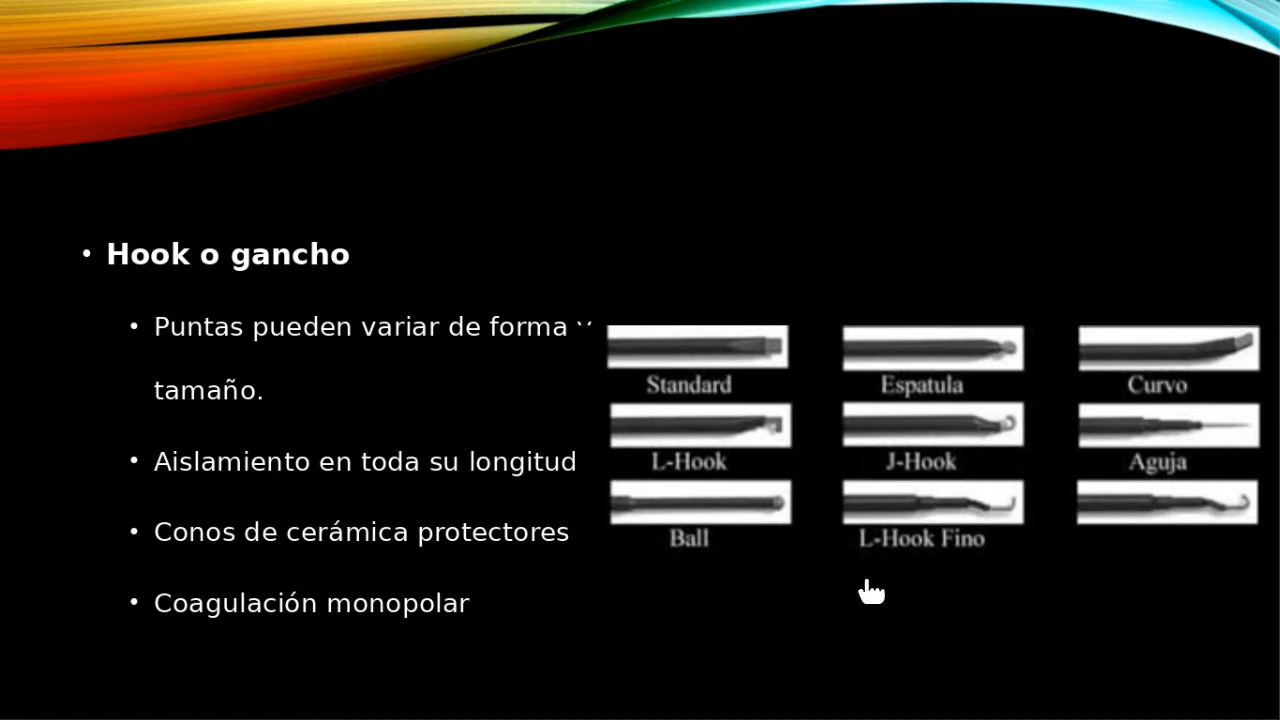 Hook o gancho
Puntas pueden variar de forma y
tamaño.
Aislamiento en toda su longitud
Conos de cerámica protectores
Coagulación monopolar
Standard Espatula Curvo
L-Hook J-Hook Aguja
Ball L-Hook Fino